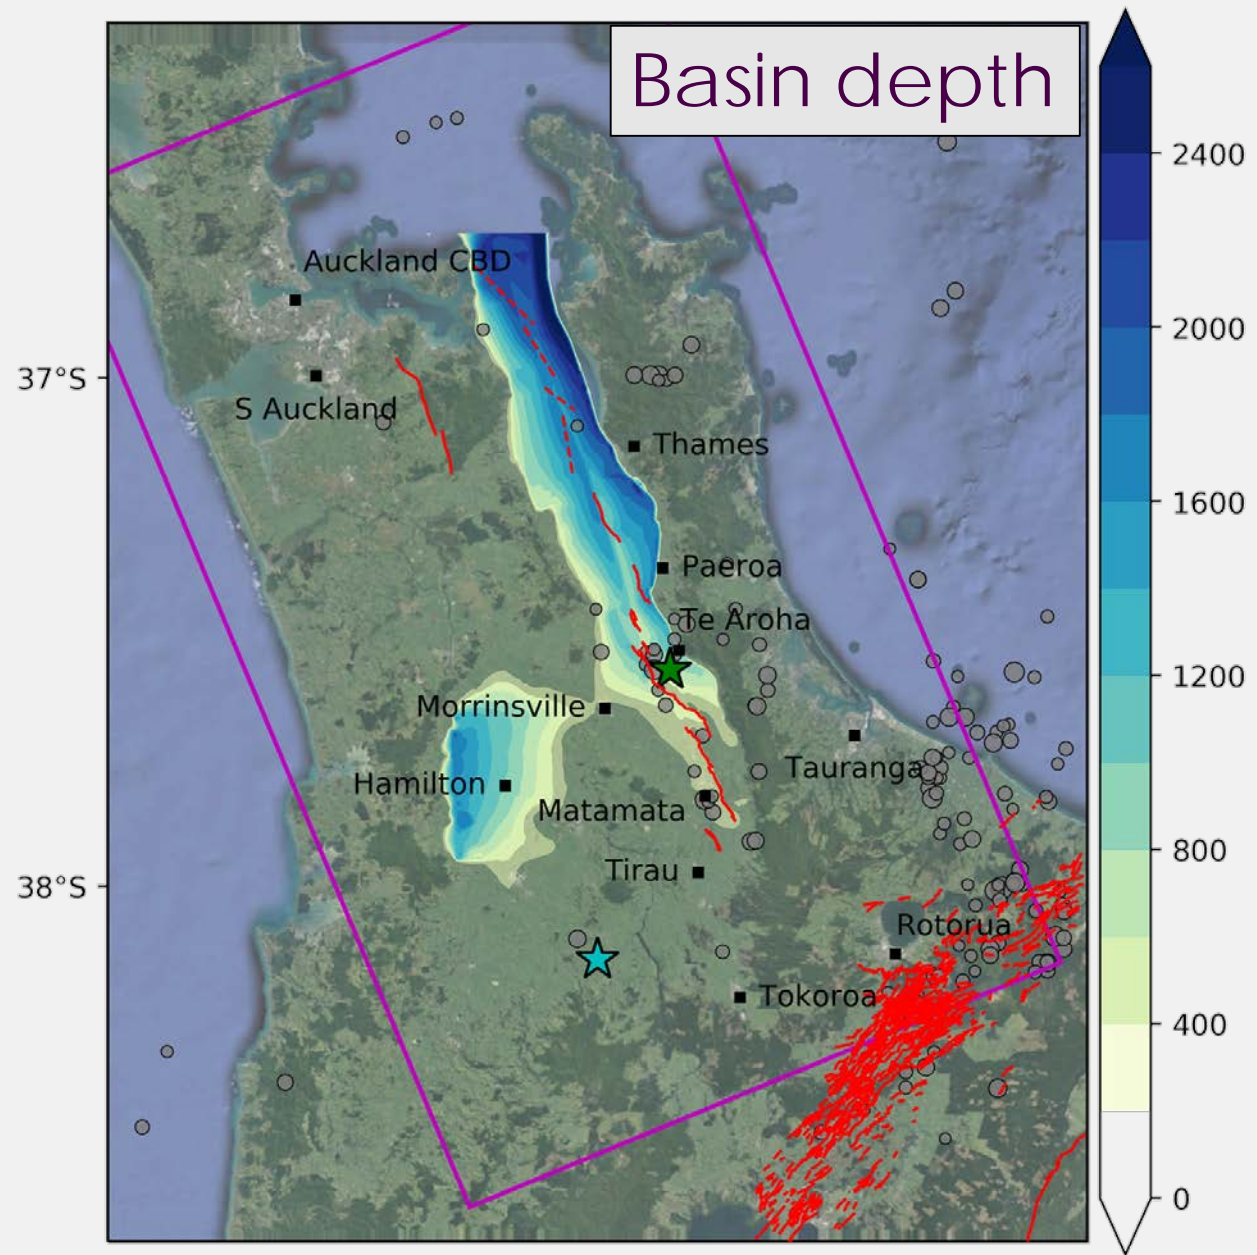 Basin depth
2400
Auckland CBD
2000
37°S
S Auckland
Thames
1600
Paeroa
Te Aroha
1200
Morrinsville
Tauranga
Hamilton
Matamata
800
Tirau
38°S
Rotorua
Tokoroa
400
0